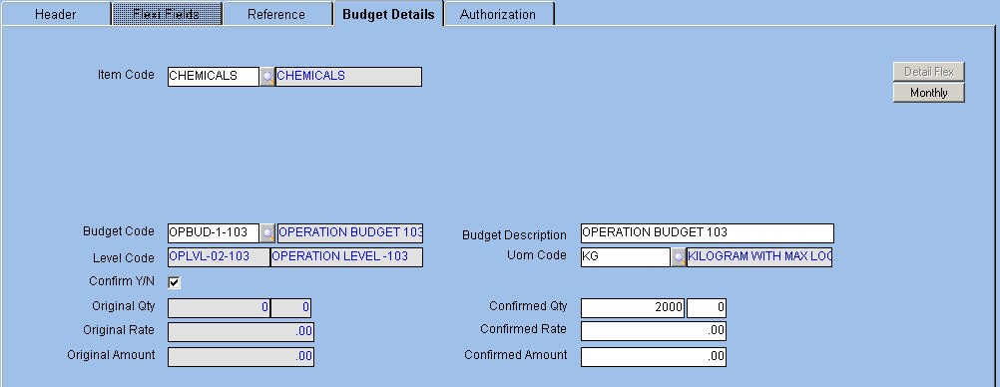 Header Flexi Fields Reference Budget Details Authorization
Item Code CHEMICALS CHEMICALS
Detail Flex
Monthly
Budget Code OPBUD-1-103 OPERATION BUDGET 103 Budget Description OPERATION BUDGET 103
Level Code OPLVL-02-103 OPERATION LEVEL -103 Uom Code KG KILOGRAM WITH MAX LOC
Confirm Y/N
Original Qty 0 0 Confirmed Qty 2000 0
Original Rate .00 Confirmed Rate .00
Original Amount .00 Confirmed Amount .00